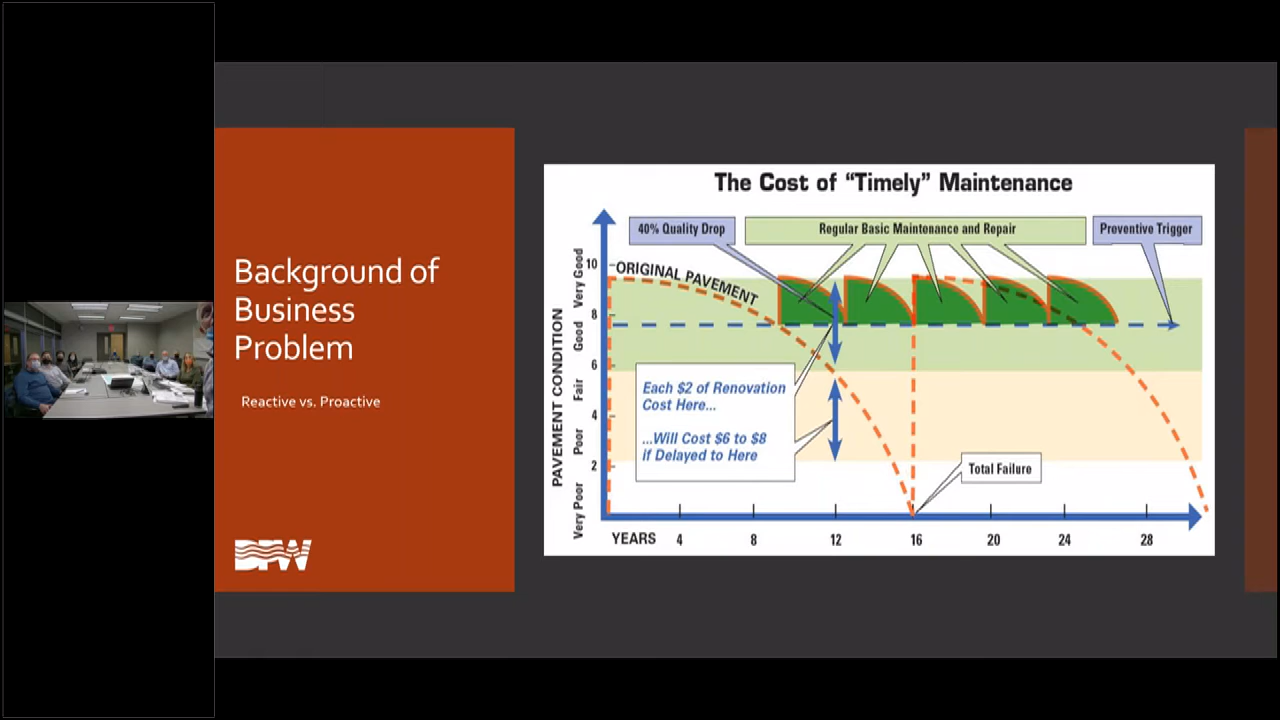 Background of
Business
Problem
Reactive vs. Proactive
DFW
The Cost of “Timely” Maintenance
40% Quality Drop
Regular Basic Maintenance and Repair
Preventive Trigger
ORIGINAL PAVEMENT
PAVEMENT CONDITION
Very Good
Good
Fair
Poor
Very Poor
10
8
6
4
2
Each $2 of Renovation
Cost Here...
...Will Cost $6 to $8
if Delayed to Here
Total Failure
YEARS 4 8 12 16 20 24 28